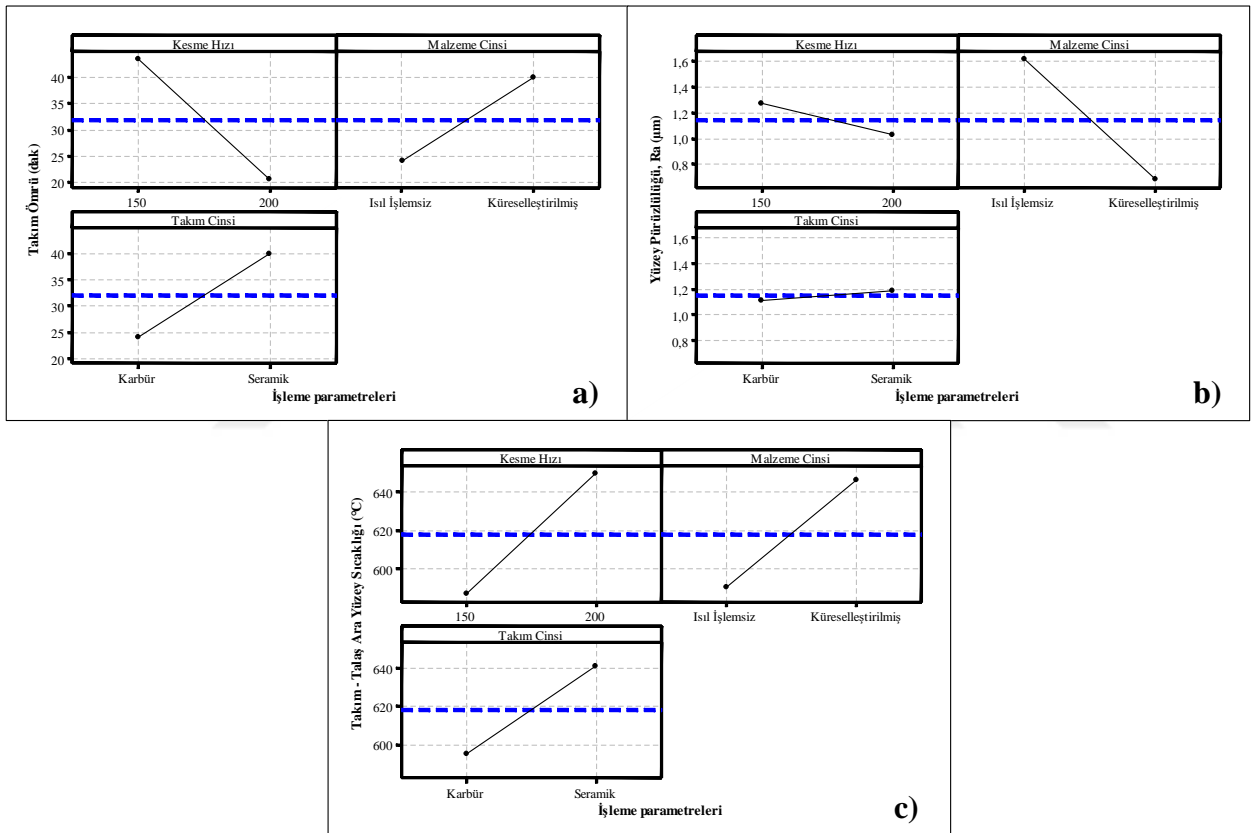 Kesme Hızı Malzeme Cinsi
40
35
30
25
20
150 200 Isıl İşlemsiz Küreselleştirilmiş
Takım Cinsi
40
35
30
25
20
Karbür Seramik
İşleme parametreleri
Takım Ömrü (dak)
a)
Kesme Hızı Malzeme Cinsi
1,6
1,4
1,2
1,0
0,8
150 200 Isıl İşlemsiz Küreselleştirilmiş
Takım Cinsi
1,6
1,4
1,2
1,0
0,8
Karbür Seramik
İşleme parametreleri
Yüzey Pürüzlülüğü, Ra (µm)
b)
Kesme Hızı Malzeme Cinsi
640
620
600
150 200 Isıl İşlemsiz Küreselleştirilmiş
Takım Cinsi
640
620
600
Karbür Seramik
İşleme parametreleri
Takım - Talaş Ara Yüzey Sıcaklığı (°C)
c)